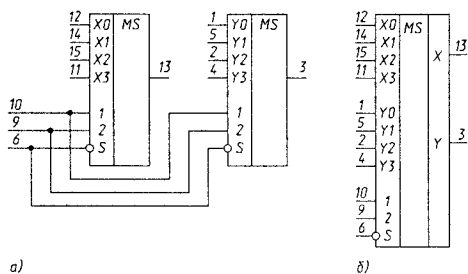 12 X0 MS
14 X1
15 X2
11 X3
13
10 1
9 2
6 S
1 Y0 MS
5 Y1
2 Y2
4 Y3
3
1
2
S
а)
12 X0 MS
14 X1
15 X2
11 X3
X 13
1 Y0
5 Y1
2 Y2
4 Y3
Y 3
10 1
9 2
6 S
б)